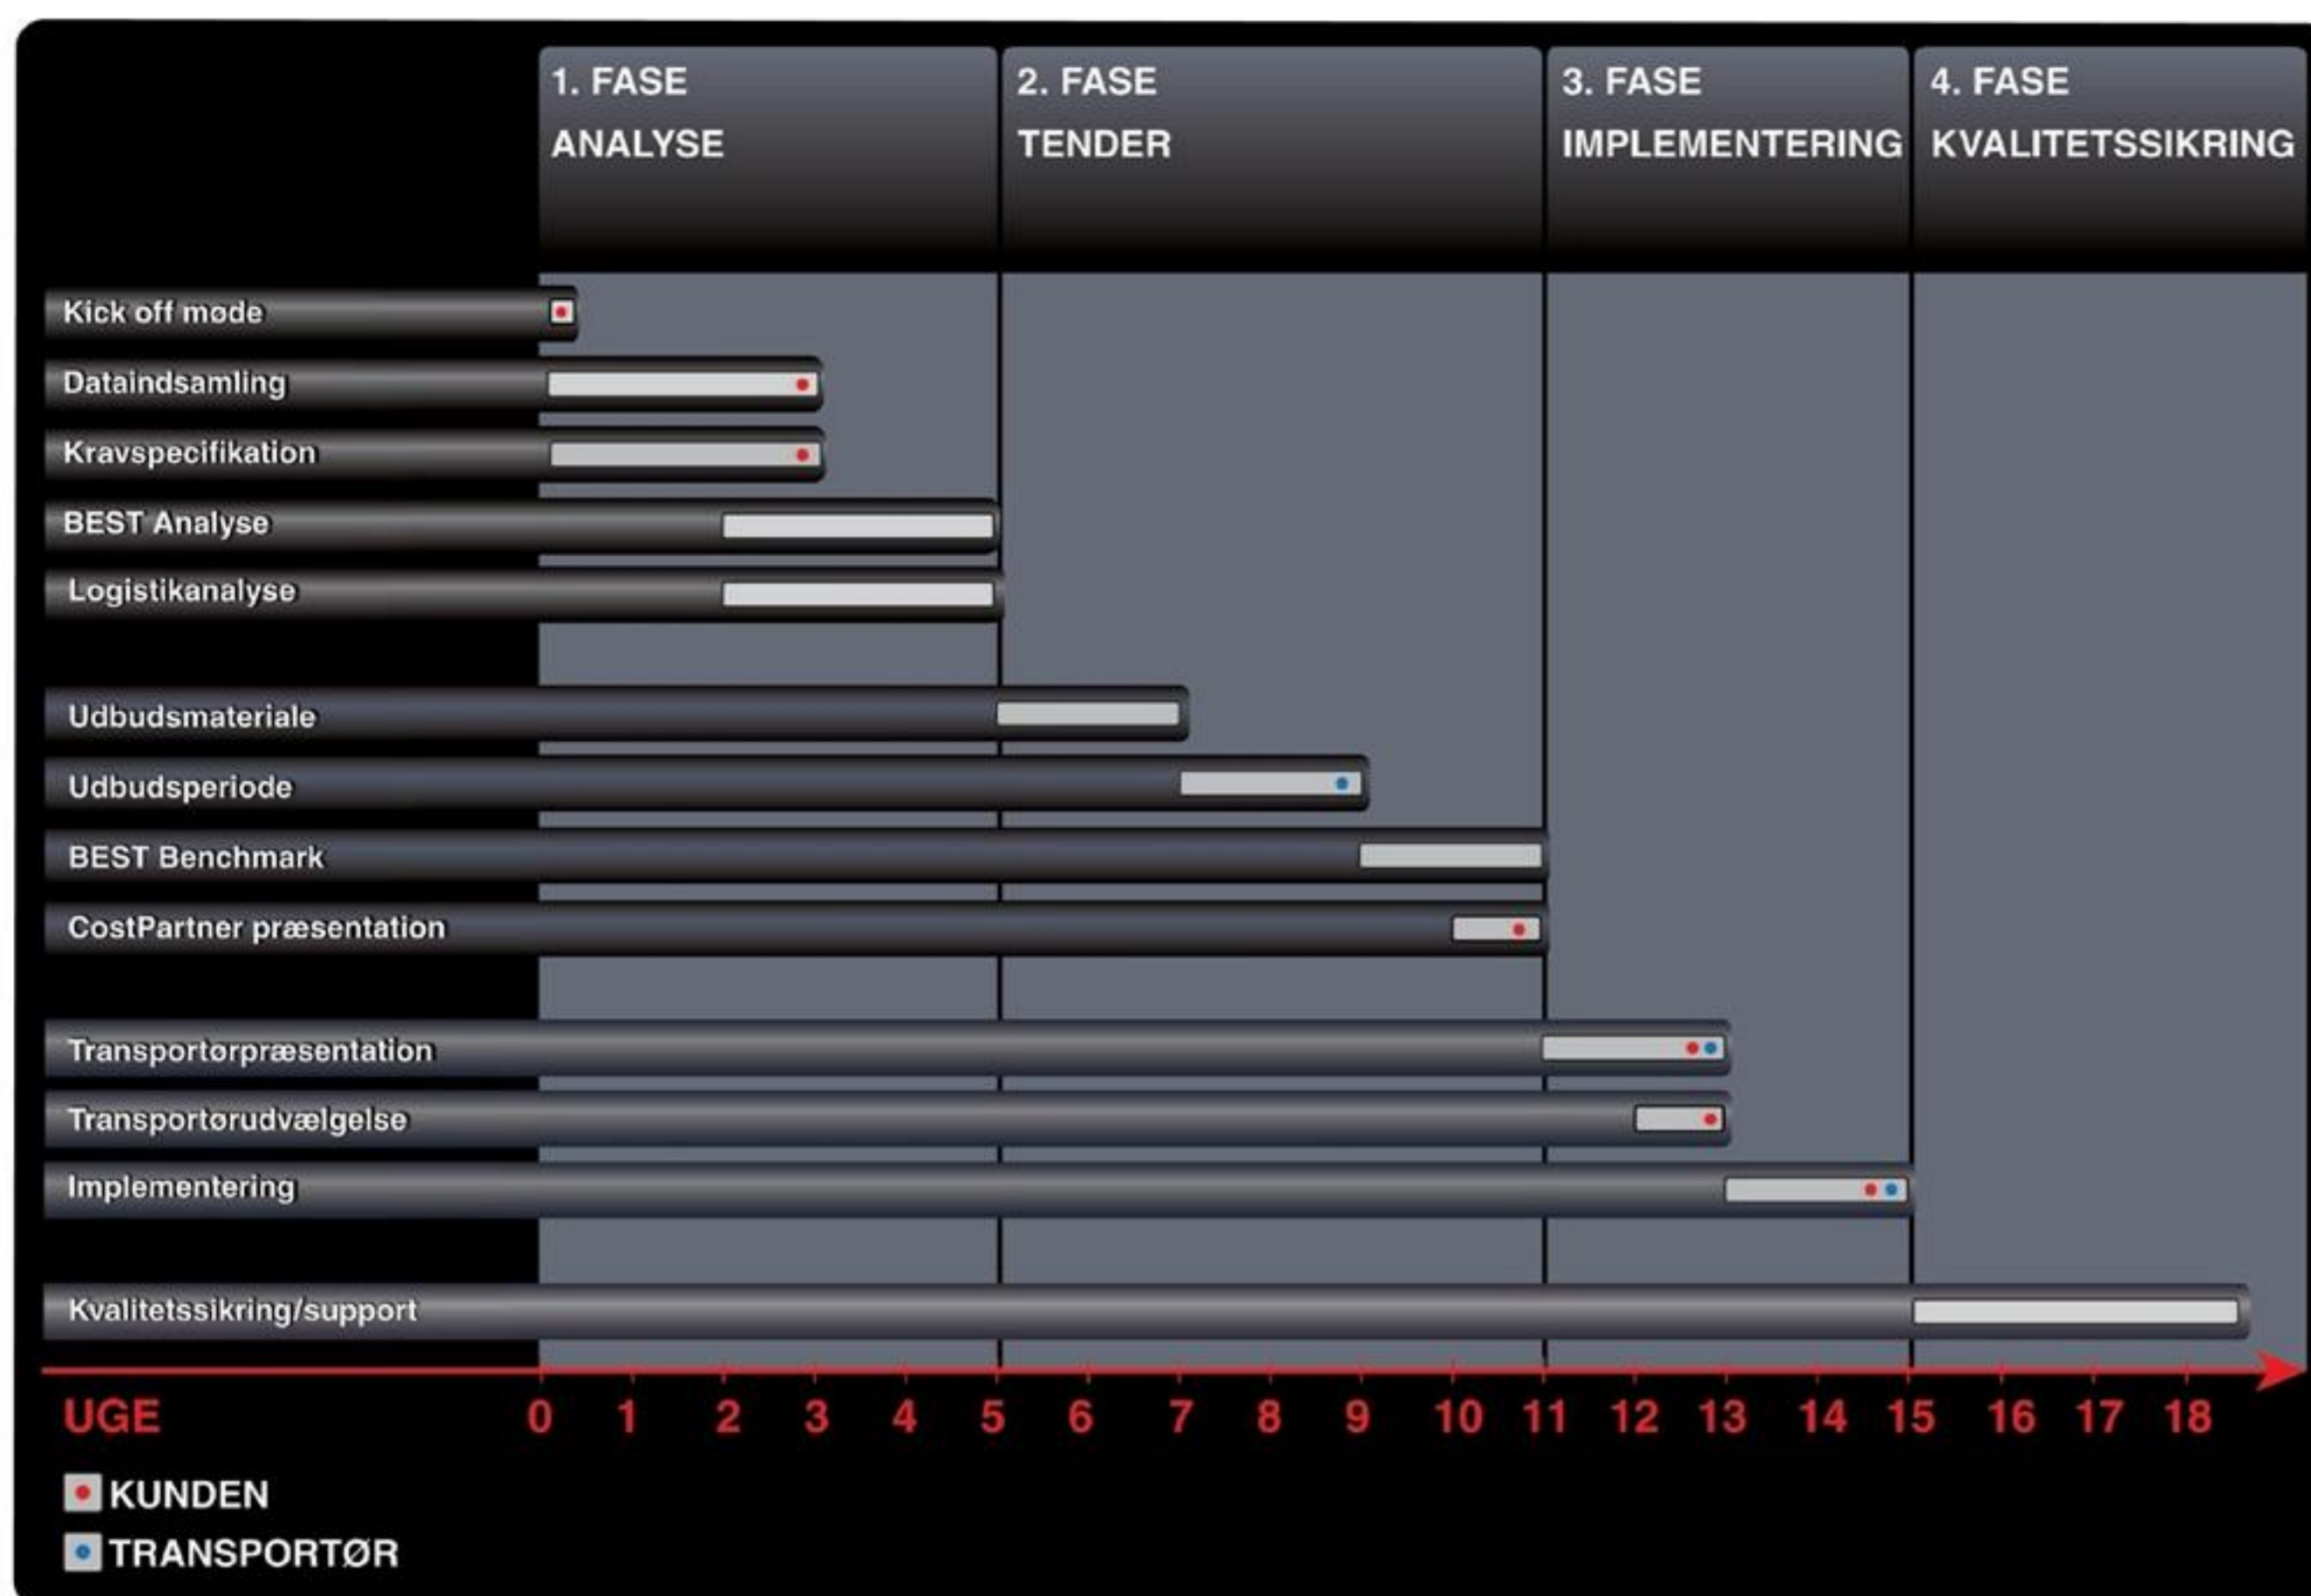 1. FASE
ANALYSE
2. FASE
TENDER
3. FASE
IMPLEMENTERING
4. FASE
KVALITETSSIKRING
Kick off møde
Dataindsamling
Kravspecifikation
BEST Analyse
Logistikanalyse
Udbudsmateriale
Udbudsperiode
BEST Benchmark
CostPartner præsentation
Transportørpræsentation
Transportørudvælgelse
Implementering
Kvalitetssikring/support
UGE 0 1 2 3 4 5 6 7 8 9 10 11 12 13 14 15 16 17 18
KUNDEN
TRANSPORTØR